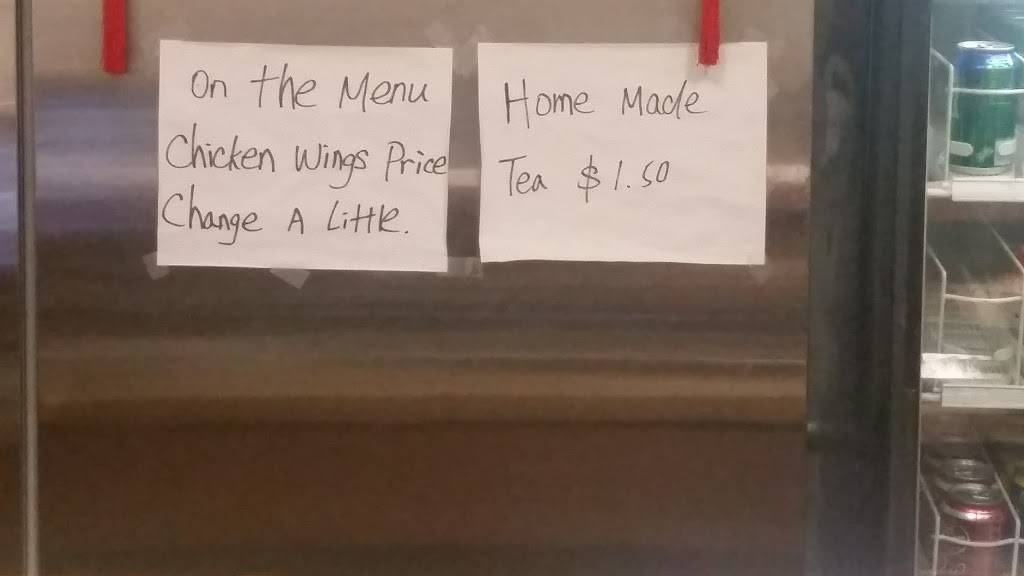 On the Menu
Chicken Wings Price
Change A Little.
Home Made
Tea $1.50